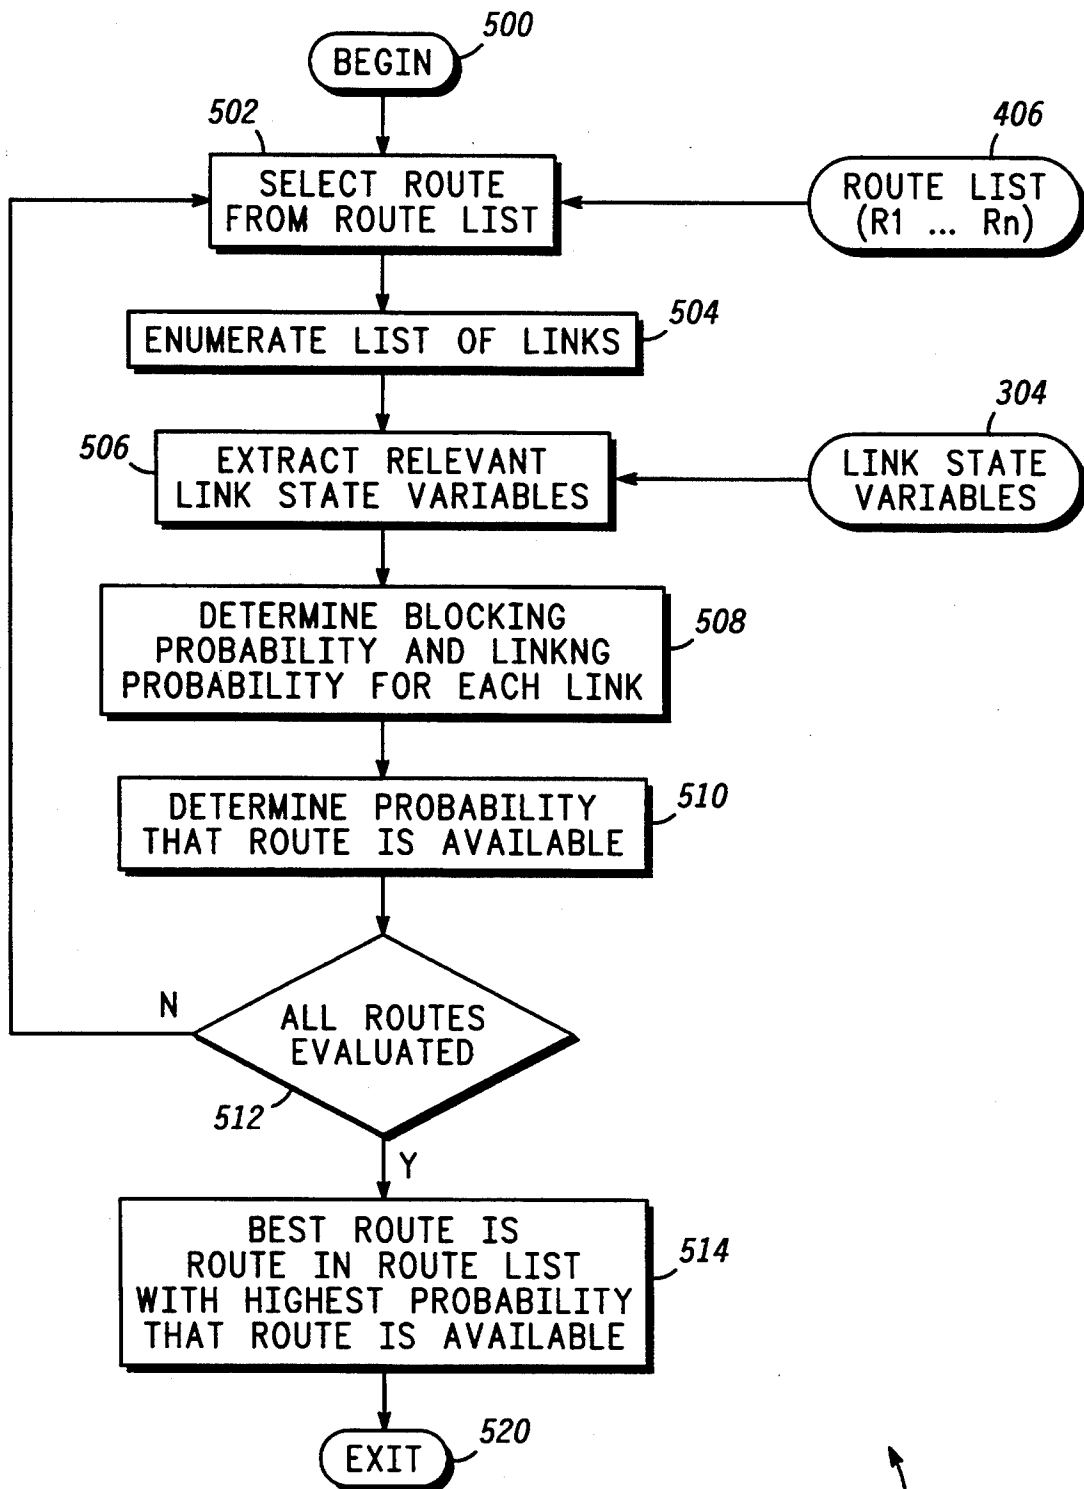 500
BEGIN
502
SELECT ROUTE
FROM ROUTE LIST
406
ROUTE LIST
(R1 ... Rn)
ENUMERATE LIST OF LINKS
504
506
EXTRACT RELEVANT
LINK STATE VARIABLES
304
LINK STATE
VARIABLES
DETERMINE BLOCKING
PROBABILITY AND LINKNG
PROBABILITY FOR EACH LINK
508
DETERMINE PROBABILITY
THAT ROUTE IS AVAILABLE
510
N
ALL ROUTES
EVALUATED
512
Y
BEST ROUTE IS
ROUTE IN ROUTE LIST
WITH HIGHEST PROBABILITY
THAT ROUTE IS AVAILABLE
514
EXIT
520